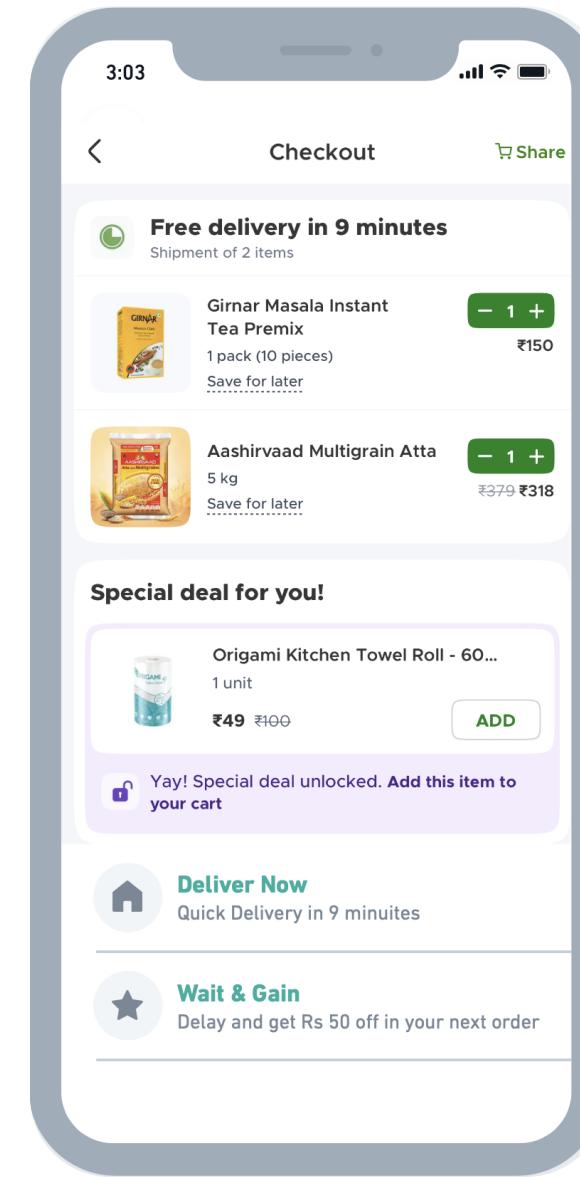 3:03
Checkout
Share
Free delivery in 9 minutes
Shipment of 2 items
GIRNAR
Girnar Masala Instant
Tea Premix
1 pack (10 pieces)
Save for later
− 1 +
₹150
AASHIRVAAD
Aashirvaad Multigrain Atta
5 kg
Save for later
− 1 +
₹379 ₹318
Special deal for you!
ORIGAMI
Origami Kitchen Towel Roll - 60...
1 unit
₹49 ₹100
ADD
Yay! Special deal unlocked. Add this item to
your cart
Deliver Now
Quick Delivery in 9 minuites
Wait & Gain
Delay and get Rs 50 off in your next order